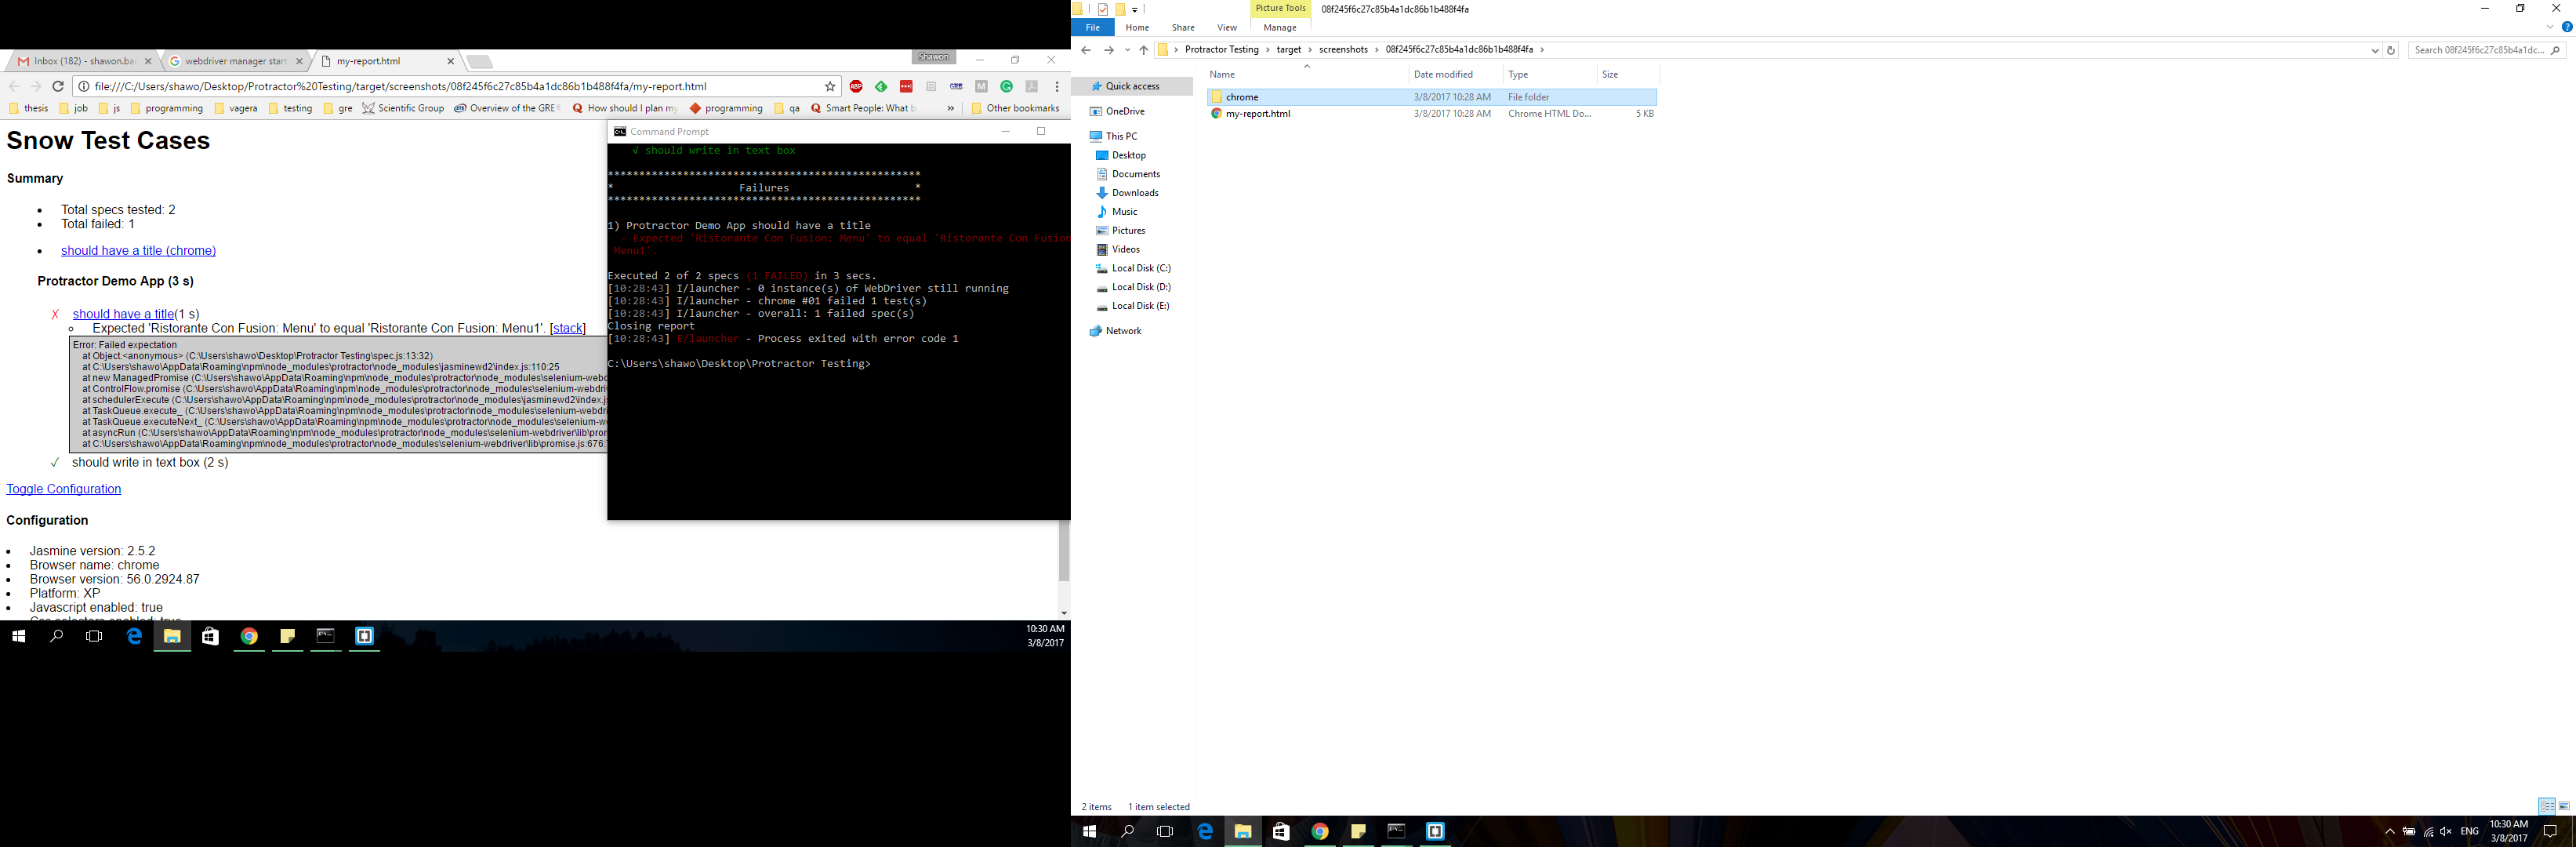 Inbox (182) - shawon.ba
webdriver manager start
my-report.html
Shawon
file:///C:/Users/shawo/Desktop/Protractor%20Testing/target/screenshots/08f245f6c27c85b4a1dc86b1b488f4fa/my-report.html
thesis job js programming vagera testing gre Scientific Group Overview of the GRE How should I plan my programming qa Smart People: What b » Other bookmarks
Snow Test Cases
Summary
Total specs tested: 2
Total failed: 1
should have a title (chrome)
Protractor Demo App (3 s)
✗ should have a title(1 s)
Expected 'Ristorante Con Fusion: Menu' to equal 'Ristorante Con Fusion: Menu1'. [stack]
Error: Failed expectation
at Object.<anonymous> (C:\Users\shawo\Desktop\Protractor Testing\spec.js:13:32)
at C:\Users\shawo\AppData\Roaming\npm\node_modules\protractor\node_modules\jasminewd2\index.js:110:25
at new ManagedPromise (C:\Users\shawo\AppData\Roaming\npm\node_modules\protractor\node_modules\selenium-webd
at ControlFlow.promise (C:\Users\shawo\AppData\Roaming\npm\node_modules\protractor\node_modules\selenium-webdri
at schedulerExecute (C:\Users\shawo\AppData\Roaming\npm\node_modules\protractor\node_modules\jasminewd2\index.js
at TaskQueue.execute_ (C:\Users\shawo\AppData\Roaming\npm\node_modules\protractor\node_modules\selenium-webdri
at TaskQueue.executeNext_ (C:\Users\shawo\AppData\Roaming\npm\node_modules\protractor\node_modules\selenium-w
at asyncRun (C:\Users\shawo\AppData\Roaming\npm\node_modules\protractor\node_modules\selenium-webdriver\lib\pro
at C:\Users\shawo\AppData\Roaming\npm\node_modules\protractor\node_modules\selenium-webdriver\lib\promise.js:676:
✓ should write in text box (2 s)
Toggle Configuration
Configuration
Jasmine version: 2.5.2
Browser name: chrome
Browser version: 56.0.2924.87
Platform: XP
Javascript enabled: true
Css selectors enabled: true
10:30 AM
3/8/2017
Command Prompt
√ should write in text box
**************************************************
* Failures *
**************************************************
1) Protractor Demo App should have a title
- Expected 'Ristorante Con Fusion: Menu' to equal 'Ristorante Con Fusion
Menu1'.
Executed 2 of 2 specs (1 FAILED) in 3 secs.
[10:28:43] I/launcher - 0 instance(s) of WebDriver still running
[10:28:43] I/launcher - chrome #01 failed 1 test(s)
[10:28:43] I/launcher - overall: 1 failed spec(s)
Closing report
[10:28:43] E/launcher - Process exited with error code 1
C:\Users\shawo\Desktop\Protractor Testing>
Picture Tools 08f245f6c27c85b4a1dc86b1b488f4fa
File Home Share View Manage
Protractor Testing > target > screenshots > 08f245f6c27c85b4a1dc86b1b488f4fa >
Search 08f245f6c27c85b4a1dc...
Quick access
OneDrive
This PC
Desktop
Documents
Downloads
Music
Pictures
Videos
Local Disk (C:)
Local Disk (D:)
Local Disk (E:)
Network
Name Date modified Type Size
chrome 3/8/2017 10:28 AM File folder
my-report.html 3/8/2017 10:28 AM Chrome HTML Do... 5 KB
2 items 1 item selected
ENG
10:30 AM
3/8/2017